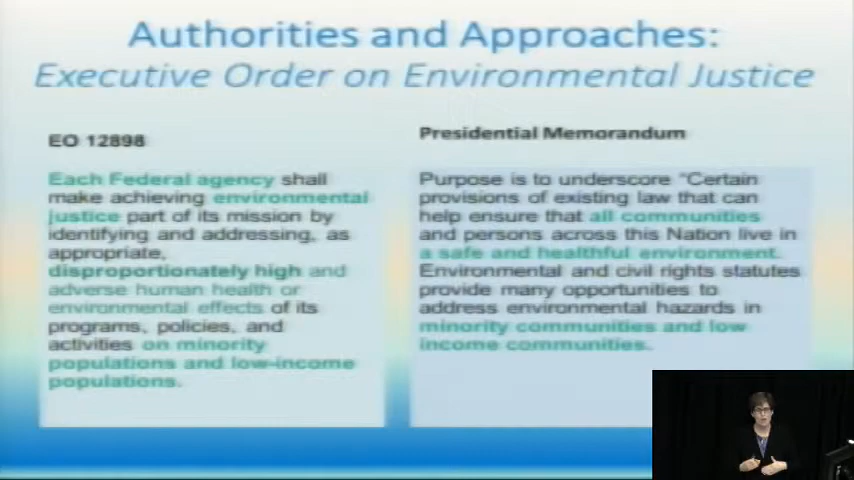 Authorities and Approaches:
Executive Order on Environmental Justice
EO 12898
Each Federal agency shall
make achieving environmental
justice part of its mission by
identifying and addressing, as
appropriate,
disproportionately high and
adverse human health or
environmental effects of its
programs, policies, and
activities on minority
populations and low-income
populations.
Presidential Memorandum
Purpose is to underscore “Certain
provisions of existing law that can
help ensure that all communities
and persons across this Nation live in
a safe and healthful environment.
Environmental and civil rights statutes
provide many opportunities to
address environmental hazards in
minority communities and low
income communities.